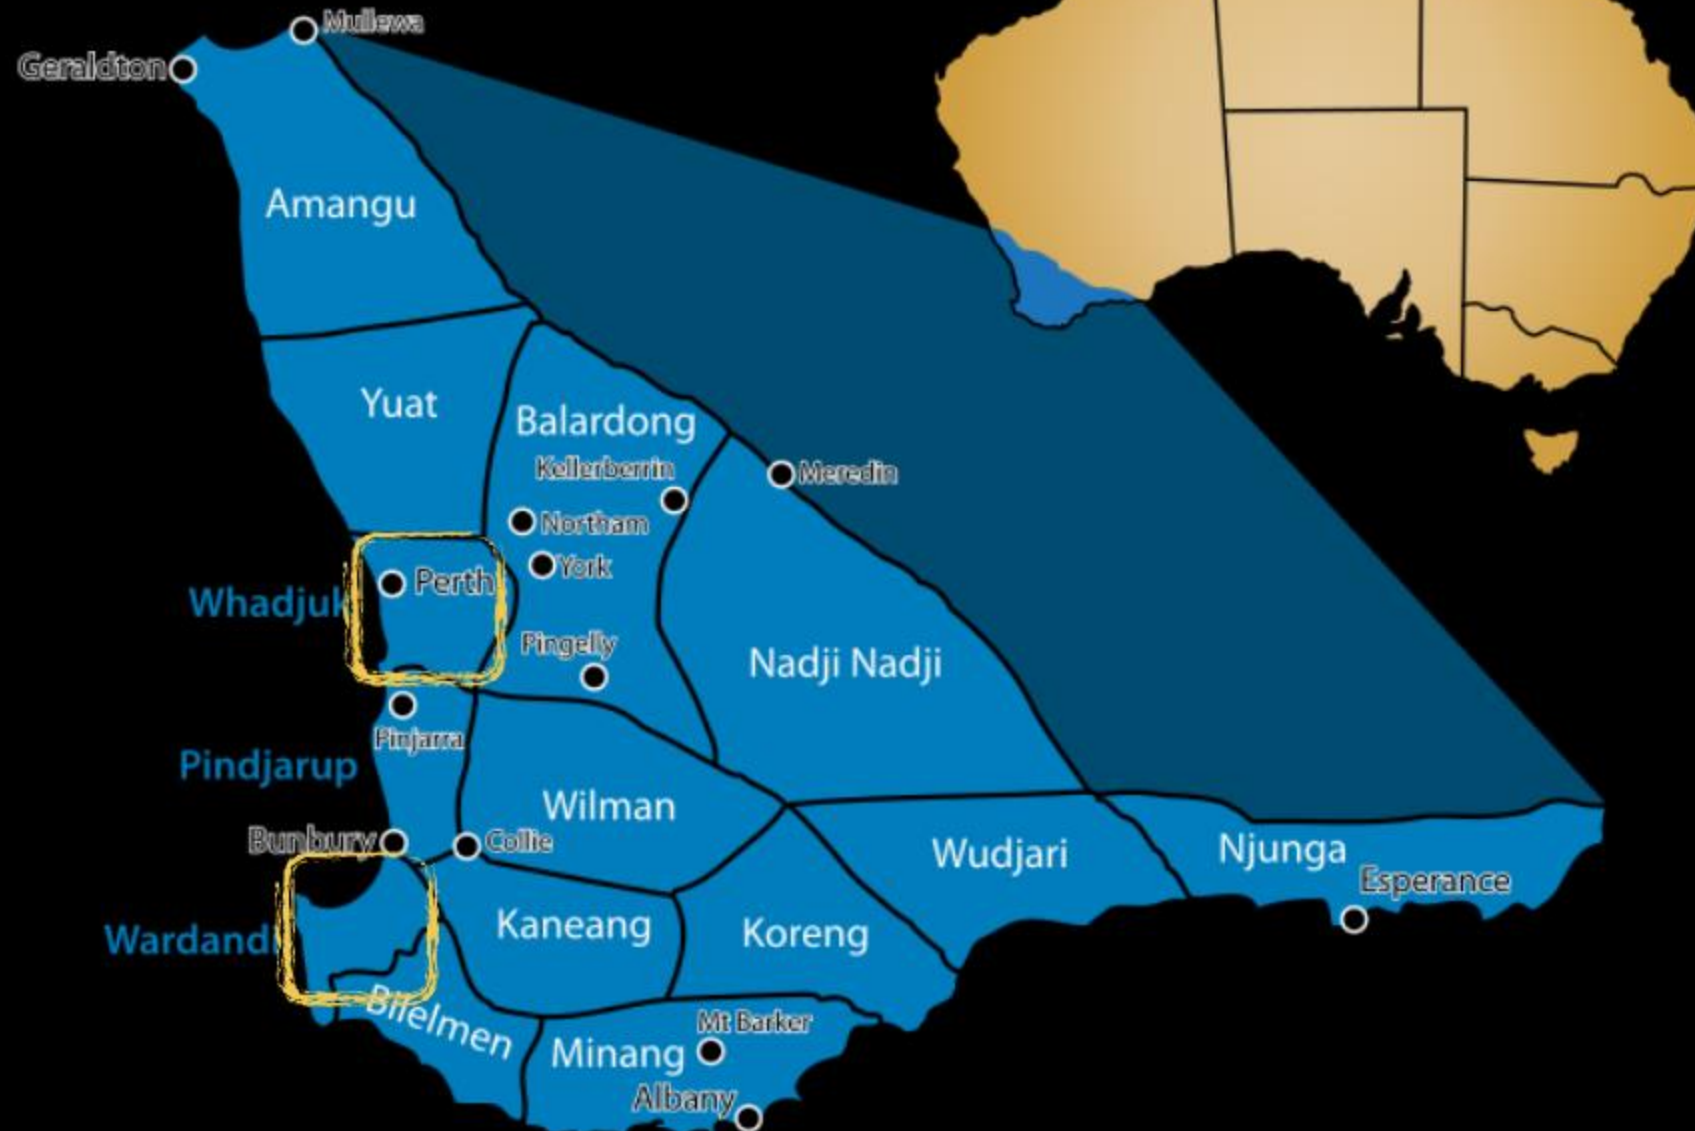 Mullewa
Geraldton
Amangu
Yuat
Balardong
Kellerberrin
Meredin
Northam
York
Perth
Whadjuk
Pingelly
Nadji Nadji
Pinjarra
Pindjarup
Wilman
Bunbury
Collie
Wudjari
Njunga
Esperance
Kaneang
Koreng
Wardandi
Bilelmen
Mt Barker
Minang
Albany